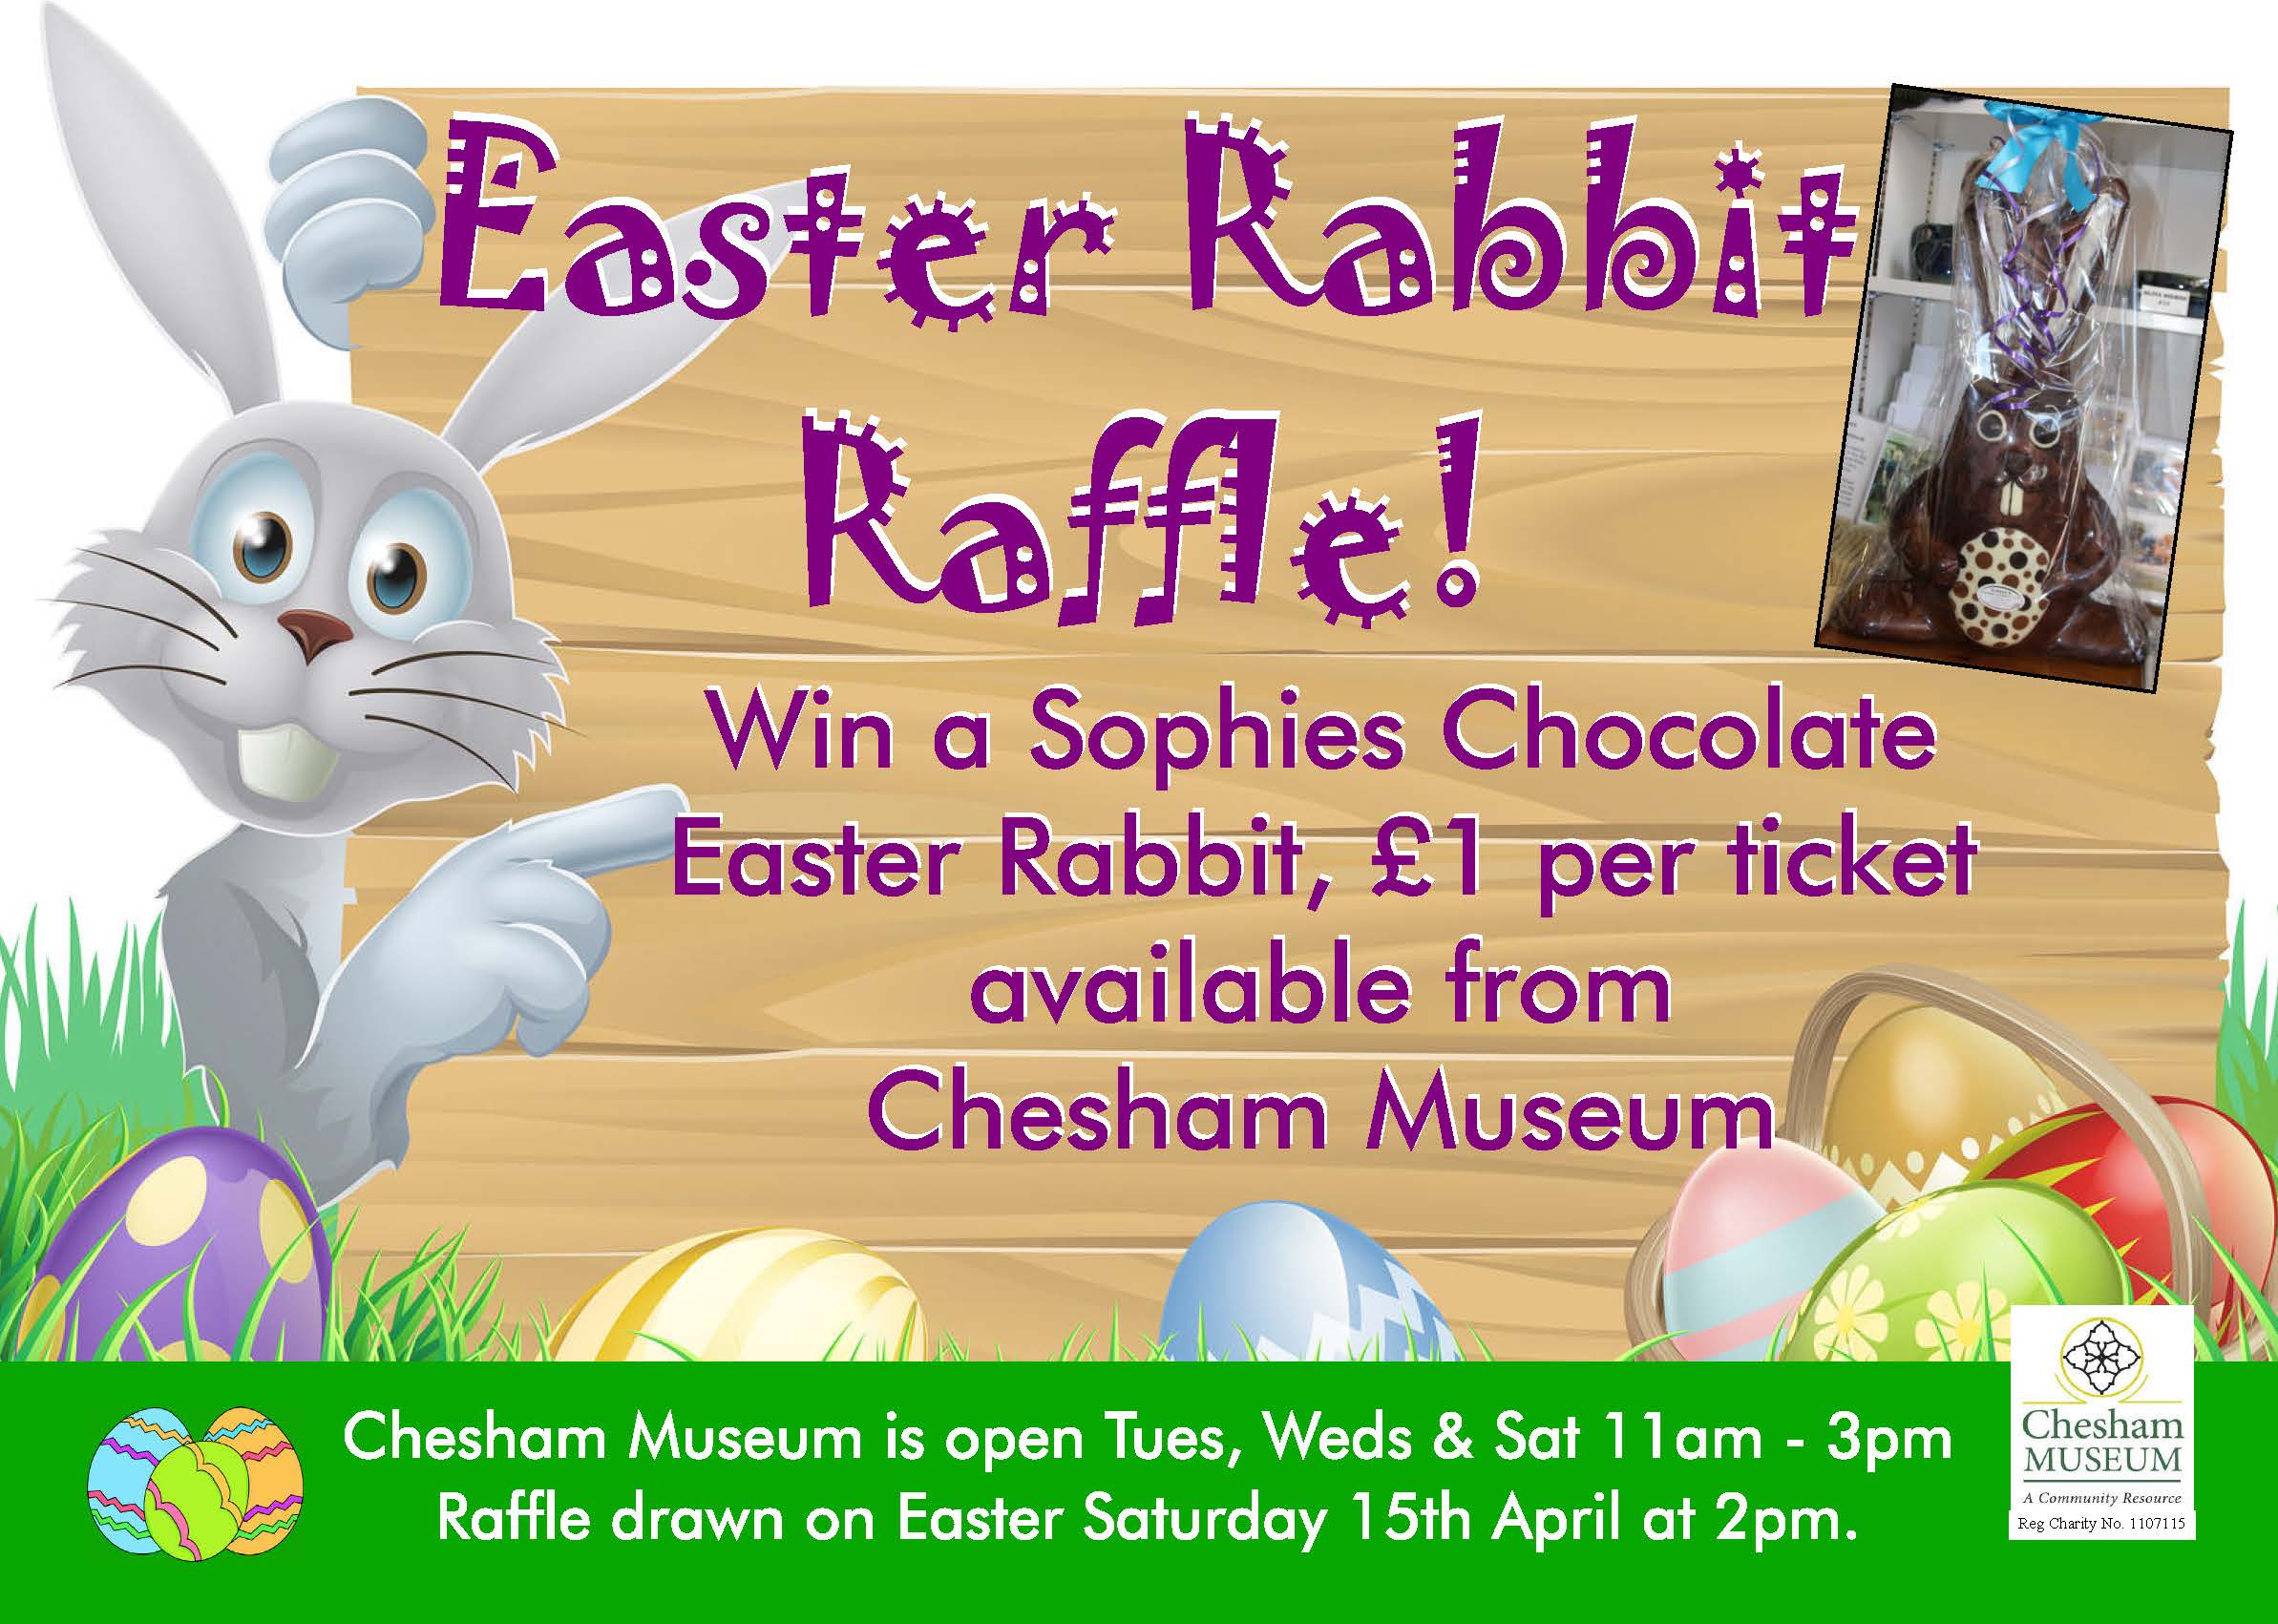 Easter Rabbit
Raffle!
Win a Sophies Chocolate
Easter Rabbit, £1 per ticket
available from
Chesham Museum
Chesham Museum is open Tues, Weds & Sat 11am - 3pm
Raffle drawn on Easter Saturday 15th April at 2pm.
Chesham
MUSEUM
A Community Resource
Reg Charity No. 1107115